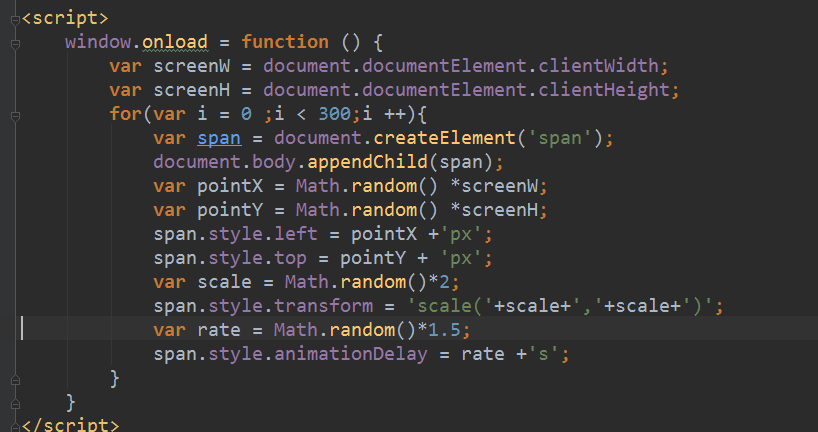 <script>
window.onload = function () {
var screenW = document.documentElement.clientWidth;
var screenH = document.documentElement.clientHeight;
for(var i = 0 ;i < 300;i ++){
var span = document.createElement('span');
document.body.appendChild(span);
var pointX = Math.random() *screenW;
var pointY = Math.random() *screenH;
span.style.left = pointX +'px';
span.style.top = pointY + 'px';
var scale = Math.random()*2;
span.style.transform = 'scale('+scale+','+scale+')';
var rate = Math.random()*1.5;
span.style.animationDelay = rate +'s';
}
}
</script>